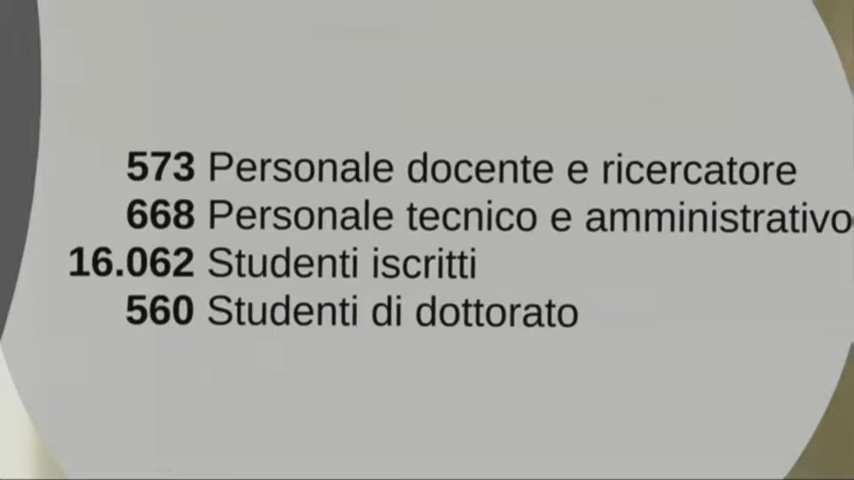 573 Personale docente e ricercatore
668 Personale tecnico e amministrativo
16.062 Studenti iscritti
560 Studenti di dottorato